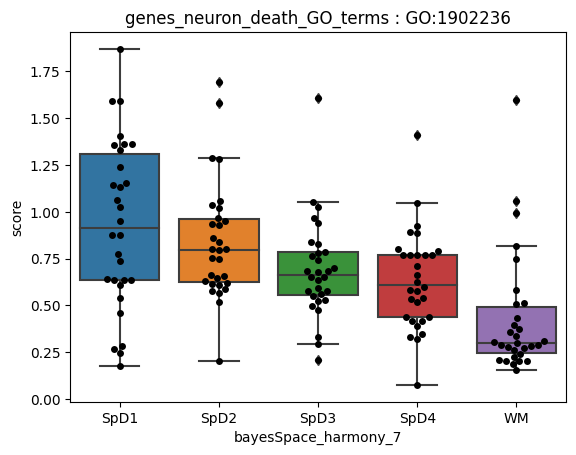 genes_neuron_death_GO_terms : GO:1902236
score
1.75
1.50
1.25
1.00
0.75
0.50
0.25
0.00
SpD1 SpD2 SpD3 SpD4 WM
bayesSpace_harmony_7